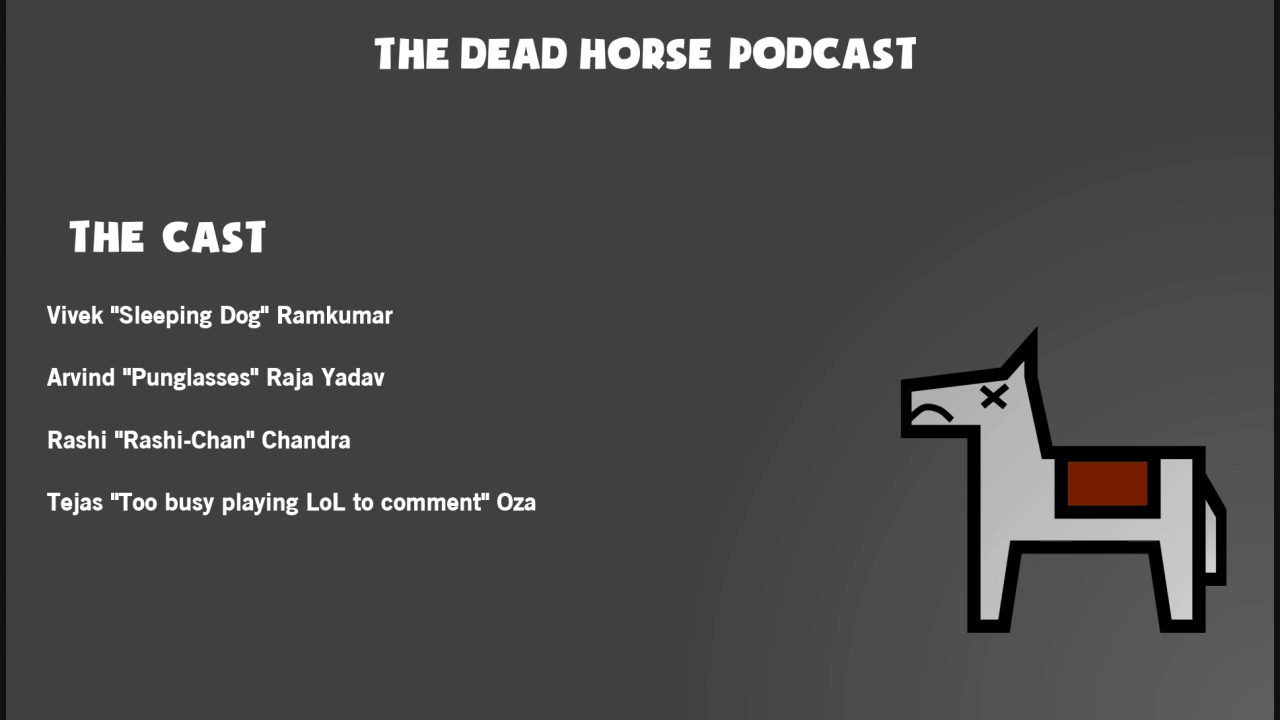 THE DEAD HORSE PODCAST
THE CAST
Vivek "Sleeping Dog" Ramkumar
Arvind "Punglasses" Raja Yadav
Rashi "Rashi-Chan" Chandra
Tejas "Too busy playing LoL to comment" Oza